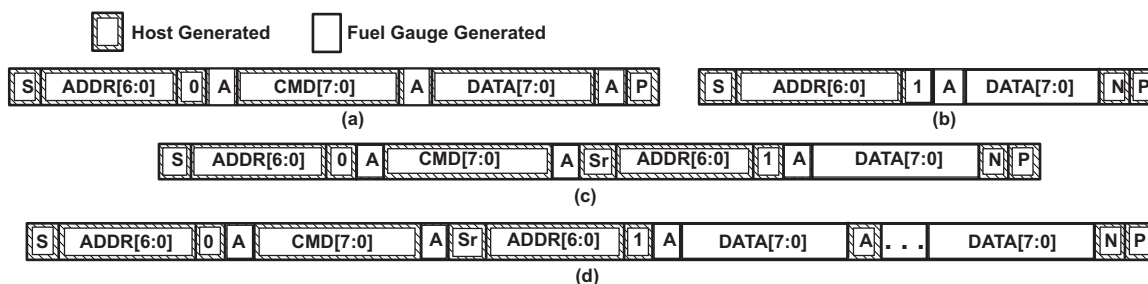 Host Generated Fuel Gauge Generated
S ADDR[6:0] 0 A CMD[7:0] A DATA[7:0] A P S ADDR[6:0] 1 A DATA[7:0] N P
(a) (b)
S ADDR[6:0] 0 A CMD[7:0] A Sr ADDR[6:0] 1 A DATA[7:0] N P
(c)
S ADDR[6:0] 0 A CMD[7:0] A Sr ADDR[6:0] 1 A DATA[7:0] A . . . DATA[7:0] N P
(d)